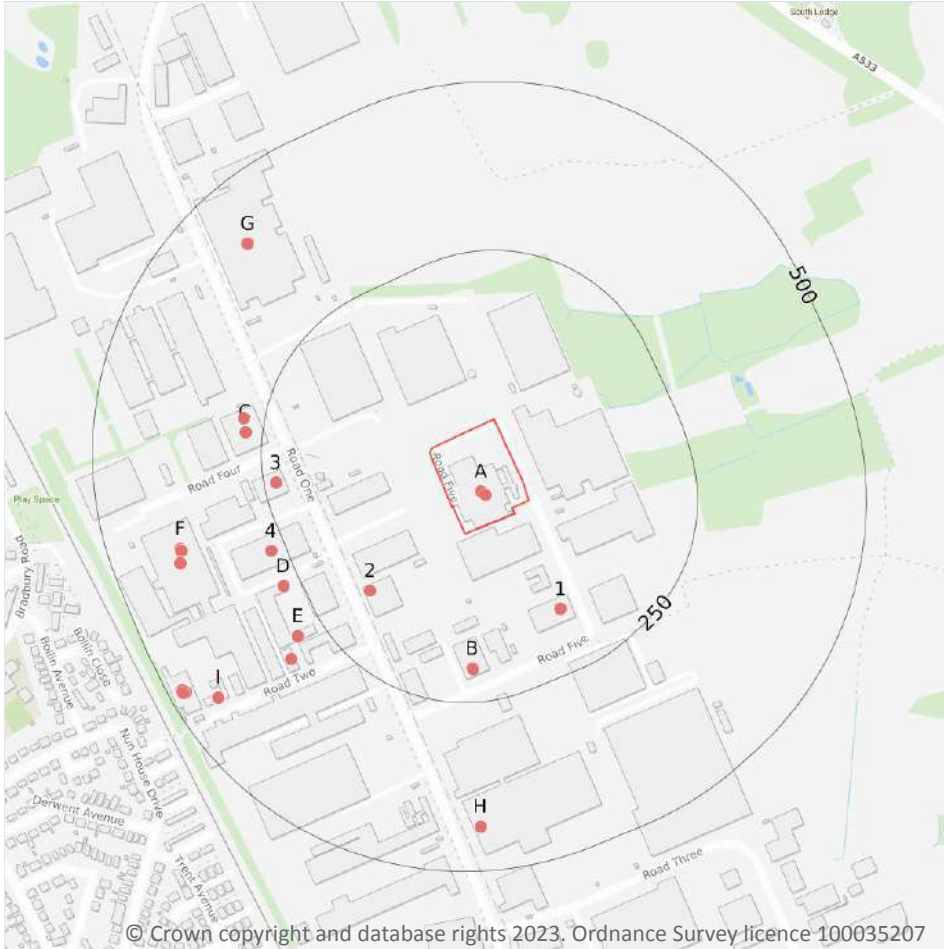 South Lodge
A533
G
500
C
Road Four
3
Road One
Road Five
A
Play Space
F
4
D
2
1
250
Bradbury Road
E
B
Road Five
Bollin Close
Bollin Avenue
I
Road Two
Nun House Drive
H
Derwent Avenue
Trent Avenue
Road Three
© Crown copyright and database rights 2023. Ordnance Survey licence 100035207